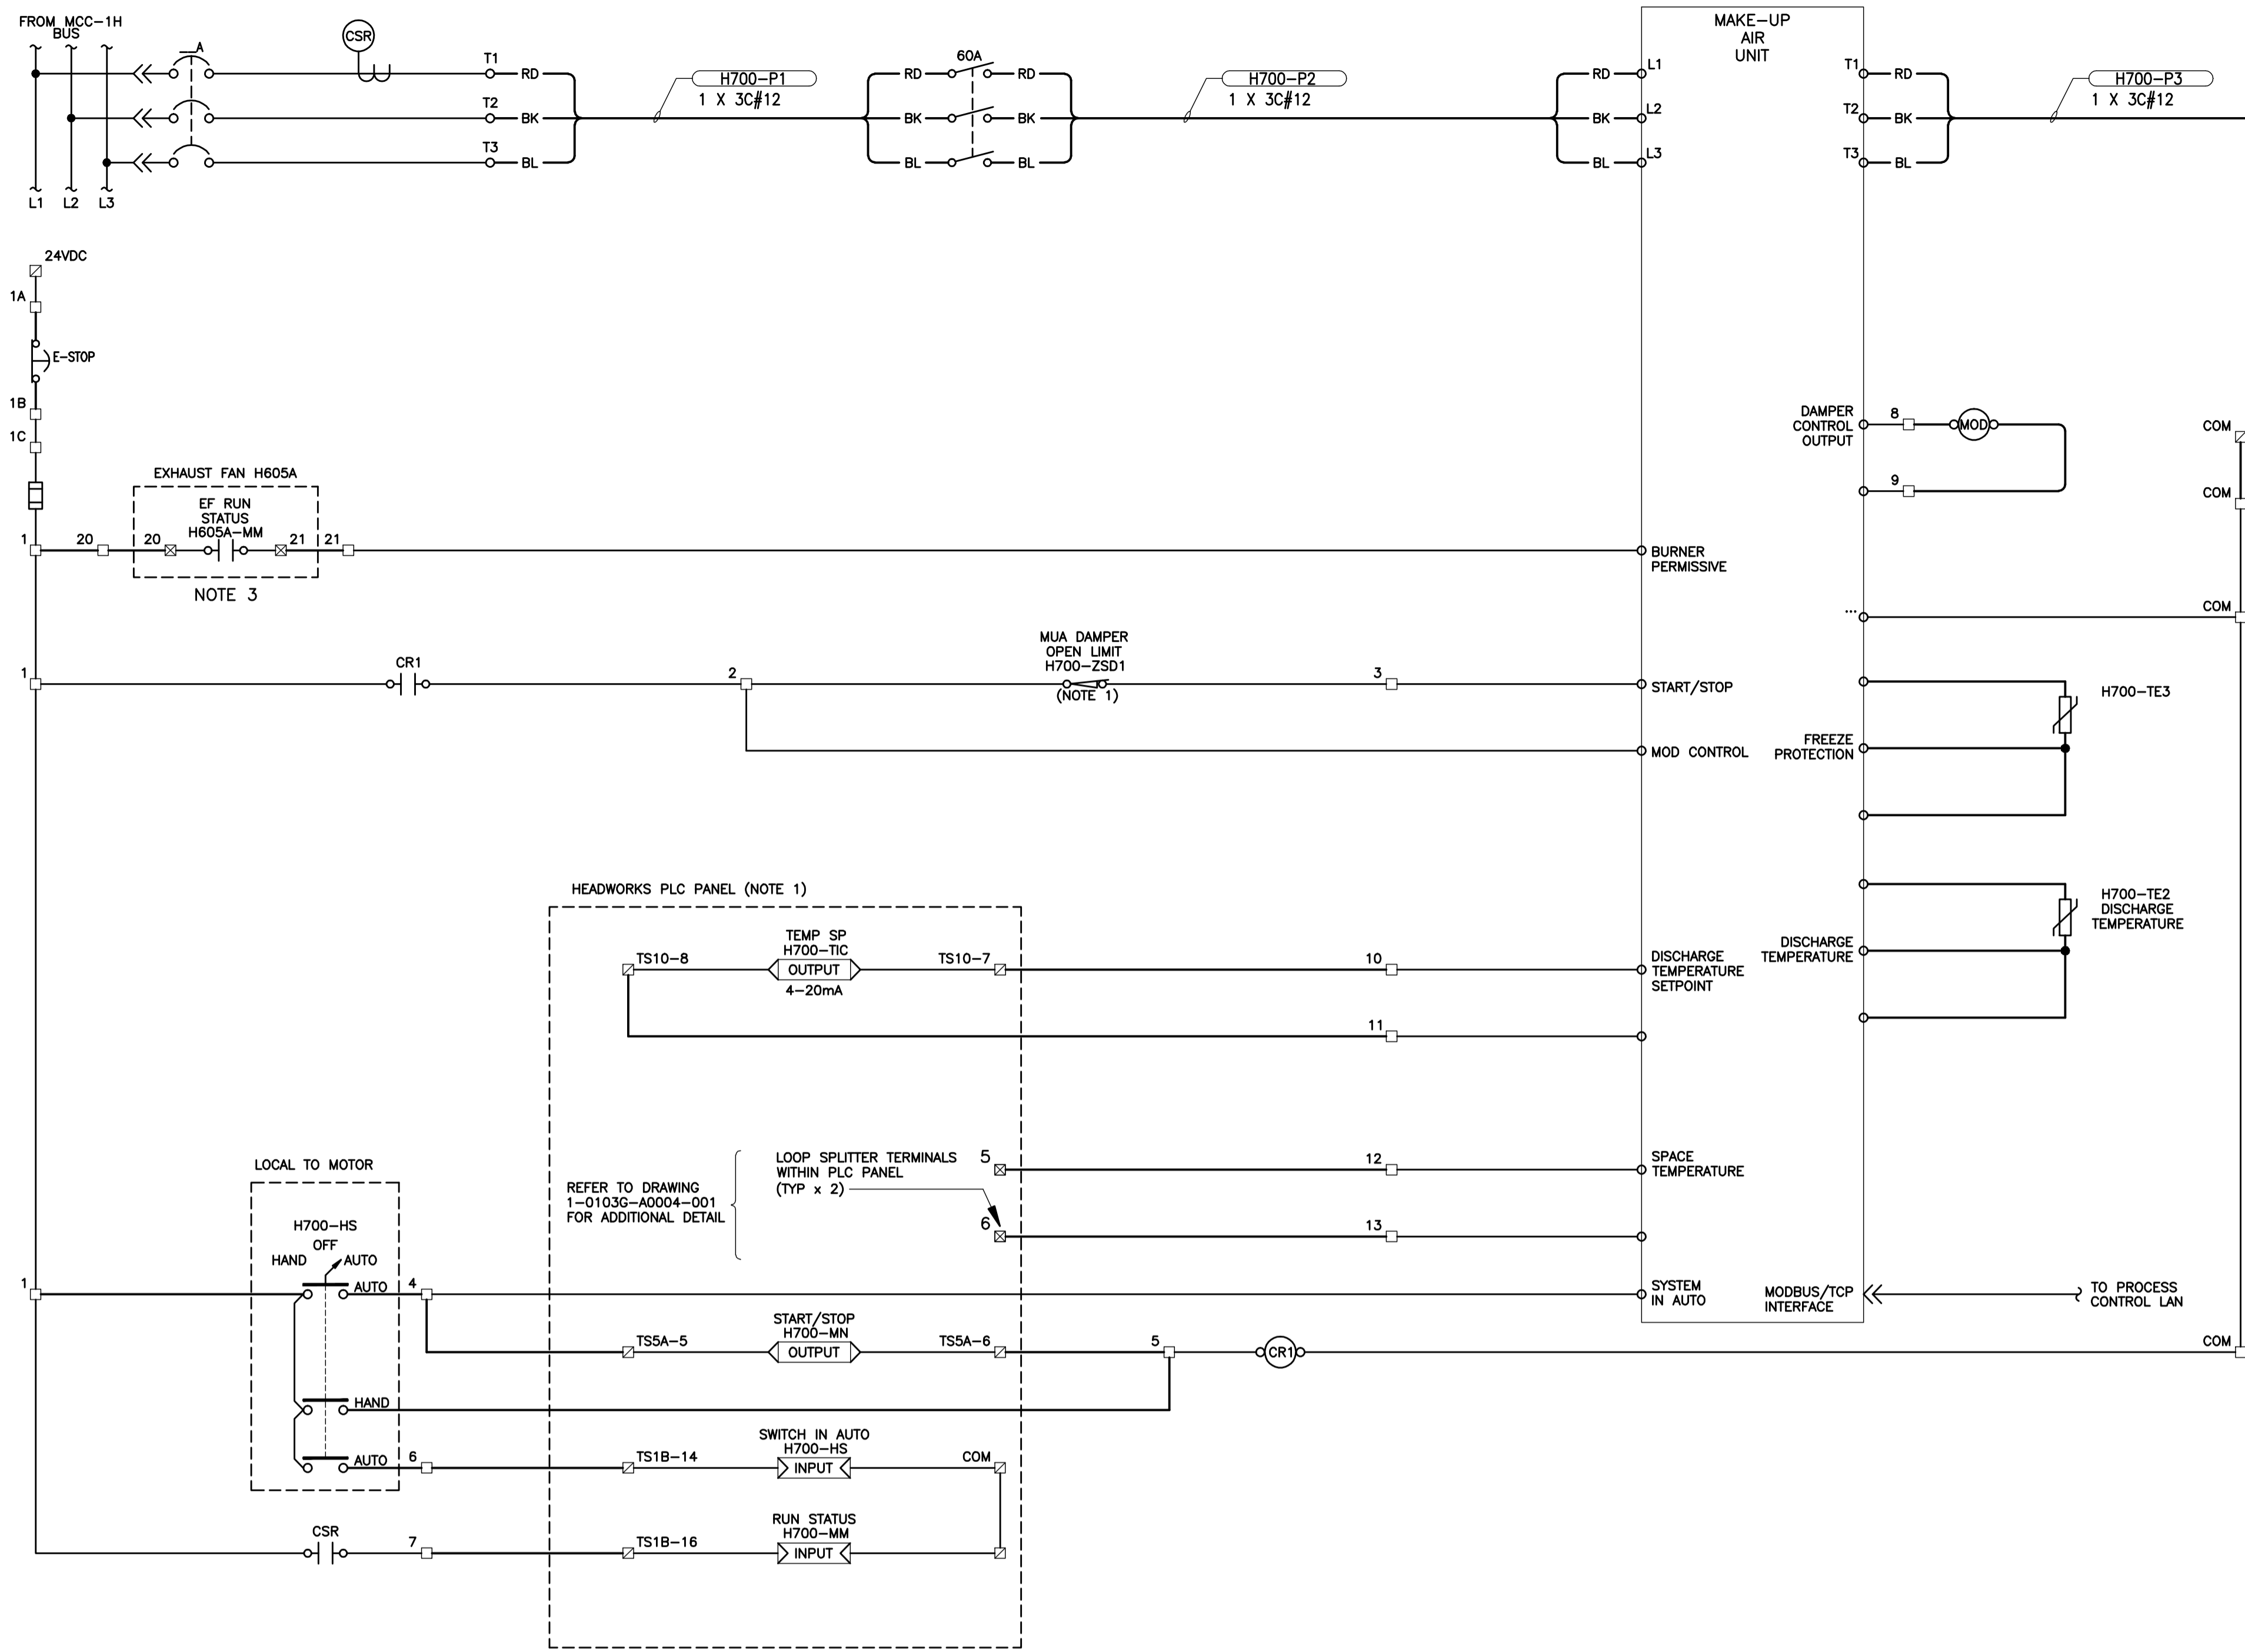 FROM MCC-1H
BUS
__A
CSR
T1
RD
T2
BK
T3
BL
L1
L2
L3
H700-P1
1 X 3C#12
60A
RD
RD
BK
BK
BL
BL
H700-P2
1 X 3C#12
RD
BK
BL
L1
L2
L3
MAKE-UP
AIR
UNIT
T1
T2
T3
RD
BK
BL
H700-P3
1 X 3C#12
24VDC
1A
E-STOP
1B
1C
DAMPER
CONTROL
OUTPUT
8
MOD
9
COM
COM
EXHAUST FAN H605A
EF RUN
STATUS
H605A-MM
1
20
20
21
21
NOTE 3
BURNER
PERMISSIVE
...
COM
1
CR1
2
MUA DAMPER
OPEN LIMIT
H700-ZSD1
(NOTE 1)
3
START/STOP
MOD CONTROL
FREEZE
PROTECTION
H700-TE3
HEADWORKS PLC PANEL (NOTE 1)
TEMP SP
H700-TIC
TS10-8
OUTPUT
TS10-7
4-20mA
10
11
DISCHARGE
TEMPERATURE
SETPOINT
DISCHARGE
TEMPERATURE
H700-TE2
DISCHARGE
TEMPERATURE
REFER TO DRAWING
1-0103G-A0004-001
FOR ADDITIONAL DETAIL
LOOP SPLITTER TERMINALS
WITHIN PLC PANEL
(TYP x 2)
5
6
12
13
SPACE
TEMPERATURE
LOCAL TO MOTOR
H700-HS
OFF
HAND
AUTO
1
AUTO
4
SYSTEM
IN AUTO
MODBUS/TCP
INTERFACE
TO PROCESS
CONTROL LAN
START/STOP
H700-MN
TS5A-5
OUTPUT
TS5A-6
5
CR1
COM
HAND
AUTO
6
SWITCH IN AUTO
H700-HS
TS1B-14
INPUT
COM
CSR
7
RUN STATUS
H700-MM
TS1B-16
INPUT